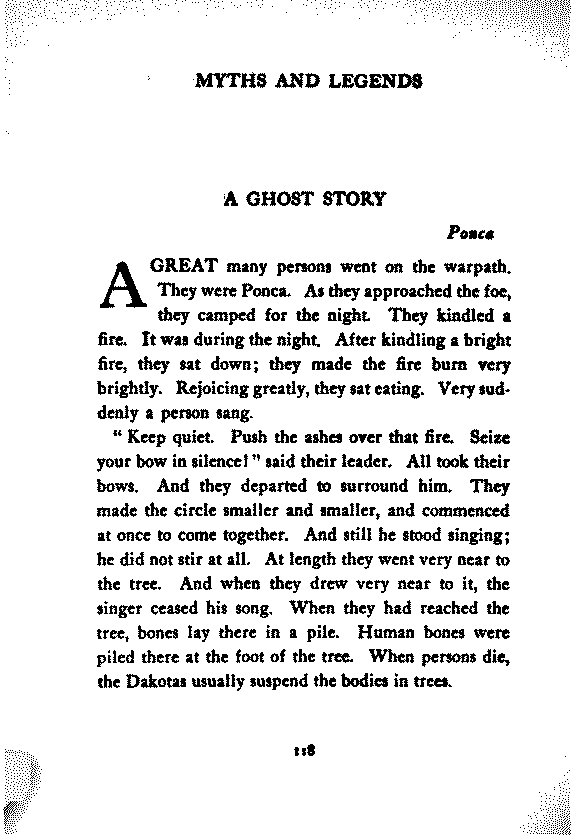 MYTHS AND LEGENDS
A GHOST STORY
Ponca
A GREAT many persons went on the warpath.
They were Ponca. As they approached the foe,
they camped for the night. They kindled a
fire. It was during the night. After kindling a bright
fire, they sat down; they made the fire burn very
brightly. Rejoicing greatly, they sat eating. Very sud-
denly a person sang.
" Keep quiet. Push the ashes over that fire. Seize
your bow in silence! " said their leader. All took their
bows. And they departed to surround him. They
made the circle smaller and smaller, and commenced
at once to come together. And still he stood singing;
he did not stir at all. At length they went very near to
the tree. And when they drew very near to it, the
singer ceased his song. When they had reached the
tree, bones lay there in a pile. Human bones were
piled there at the foot of the tree. When persons die,
the Dakotas usually suspend the bodies in trees.
118